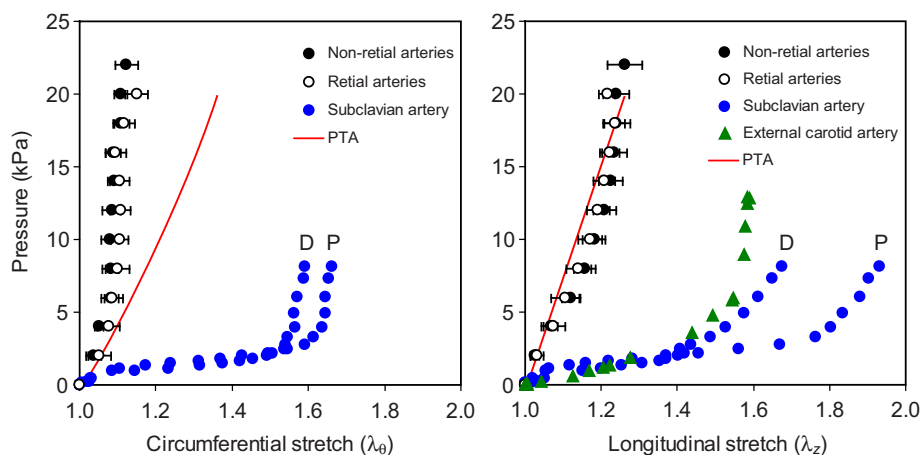 25
20
15
10
5
0
Pressure (kPa)
Non-retial arteries
Retial arteries
Subclavian artery
PTA
D P
1.0 1.2 1.4 1.6 1.8 2.0
Circumferential stretch (λθ)
25
20
15
10
5
0
Non-retial arteries
Retial arteries
Subclavian artery
External carotid artery
PTA
D P
1.0 1.2 1.4 1.6 1.8 2.0
Longitudinal stretch (λz)